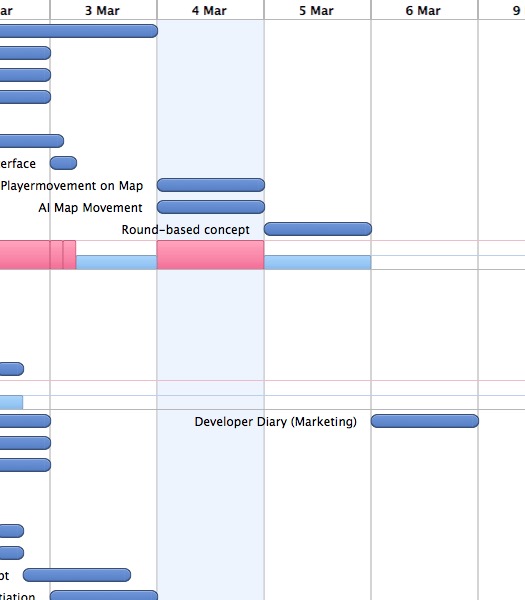 ar 3 Mar 4 Mar 5 Mar 6 Mar 9
erface
Playermovement on Map
AI Map Movement
Round-based concept
Developer Diary (Marketing)
pt
tiation